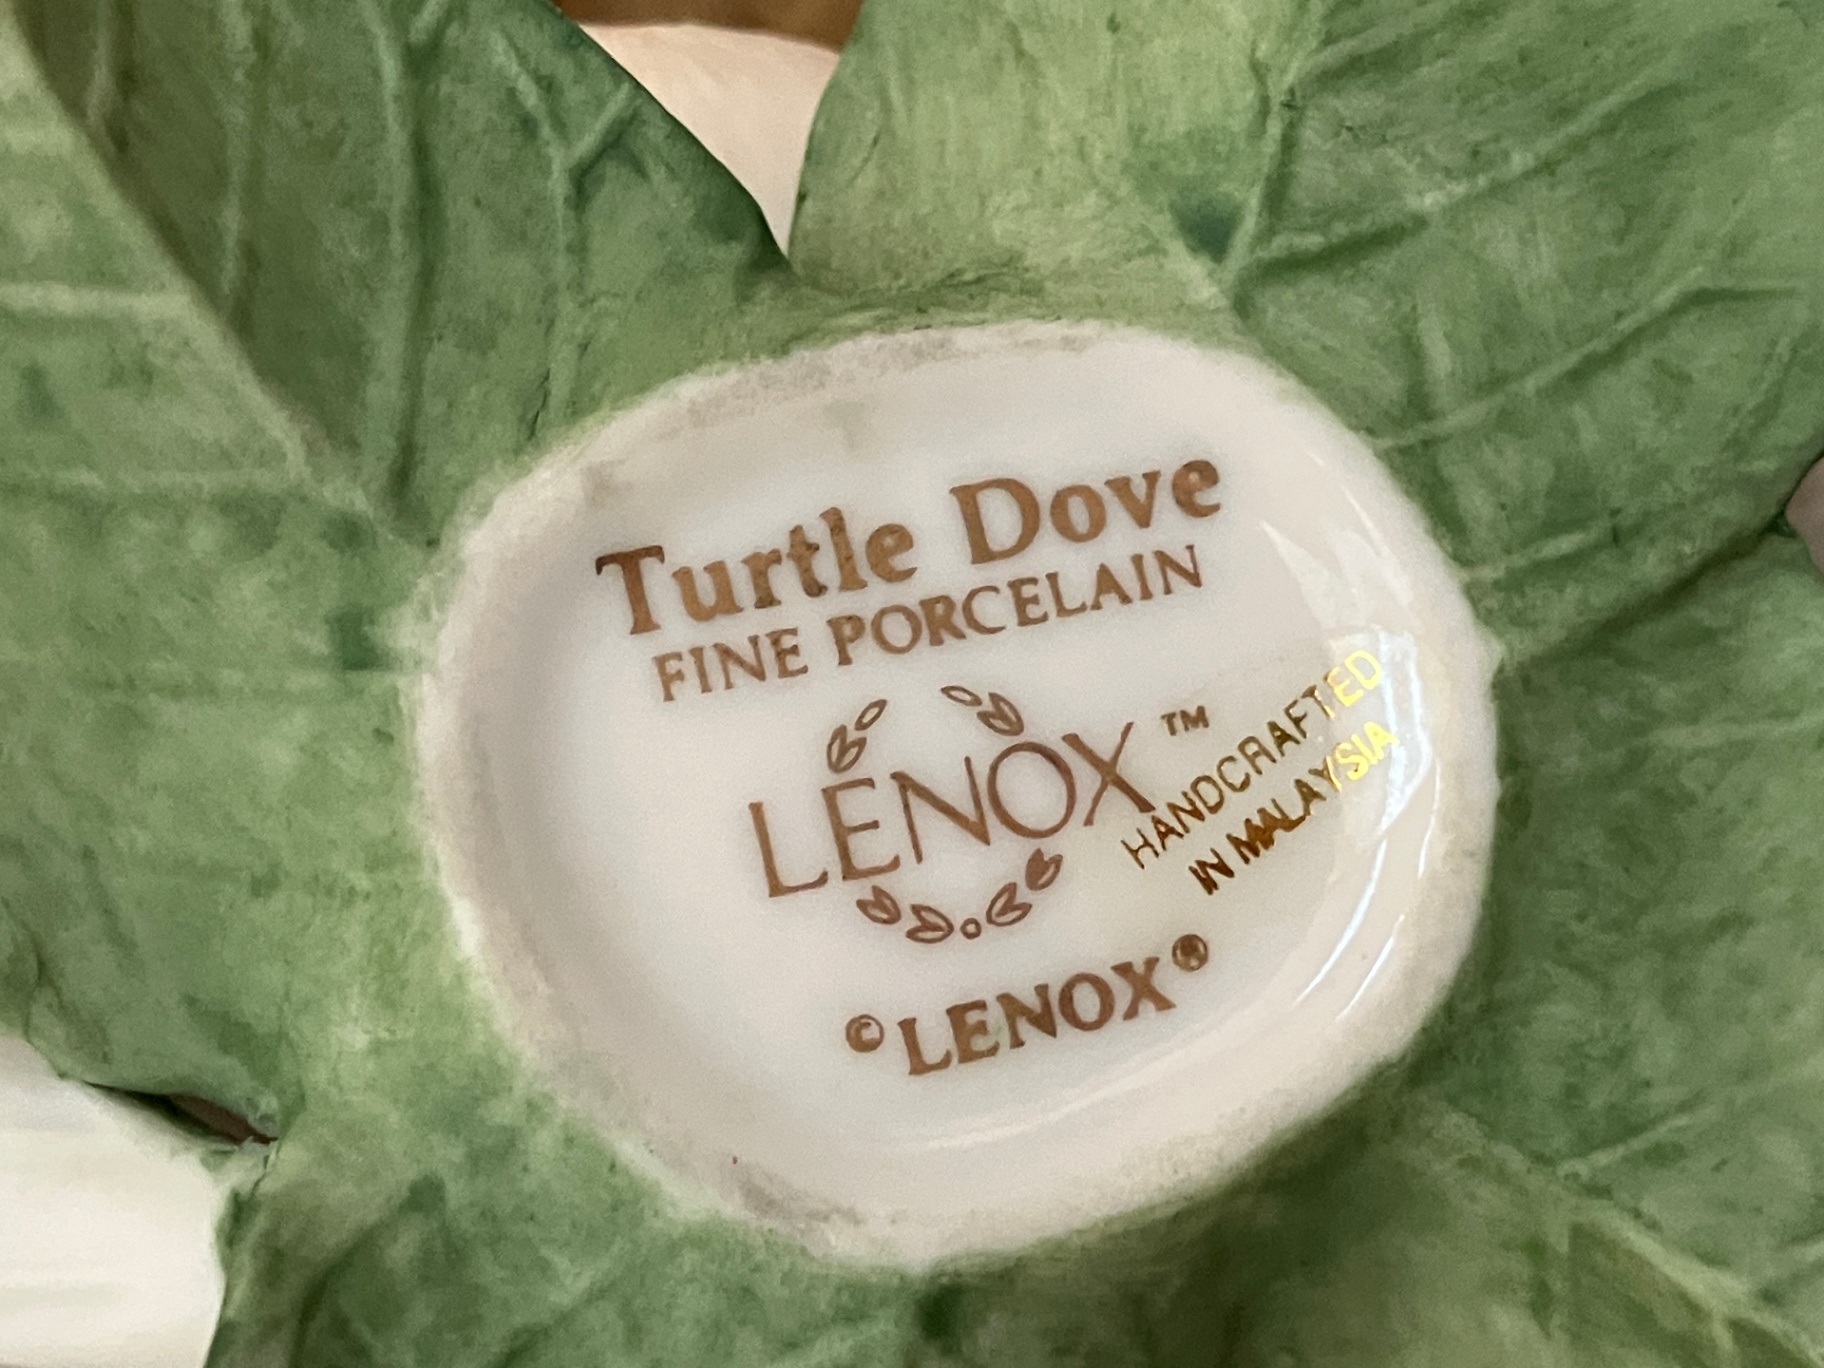 Turtle Dove
FINE PORCELAIN
LENOX™
HANDCRAFTED
IN MALAYSIA
©LENOX®